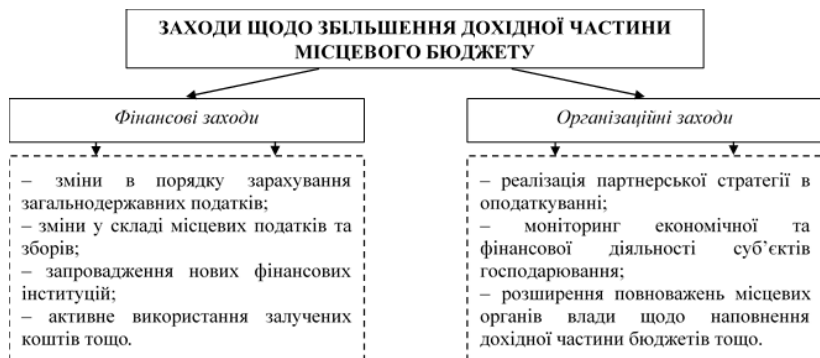 ЗАХОДИ ЩОДО ЗБІЛЬШЕННЯ ДОХІДНОЇ ЧАСТИНИ
МІСЦЕВОГО БЮДЖЕТУ
Фінансові заходи
– зміни в порядку зарахування
загальнодержавних податків;
– зміни у складі місцевих податків та
зборів;
– запровадження нових фінансових
інституцій;
– активне використання залучених
коштів тощо.
Організаційні заходи
– реалізація партнерської стратегії в
оподаткуванні;
– моніторинг економічної та
фінансової діяльності суб’єктів
господарювання;
– розширення повноважень місцевих
органів влади щодо наповнення
дохідної частини бюджетів тощо.